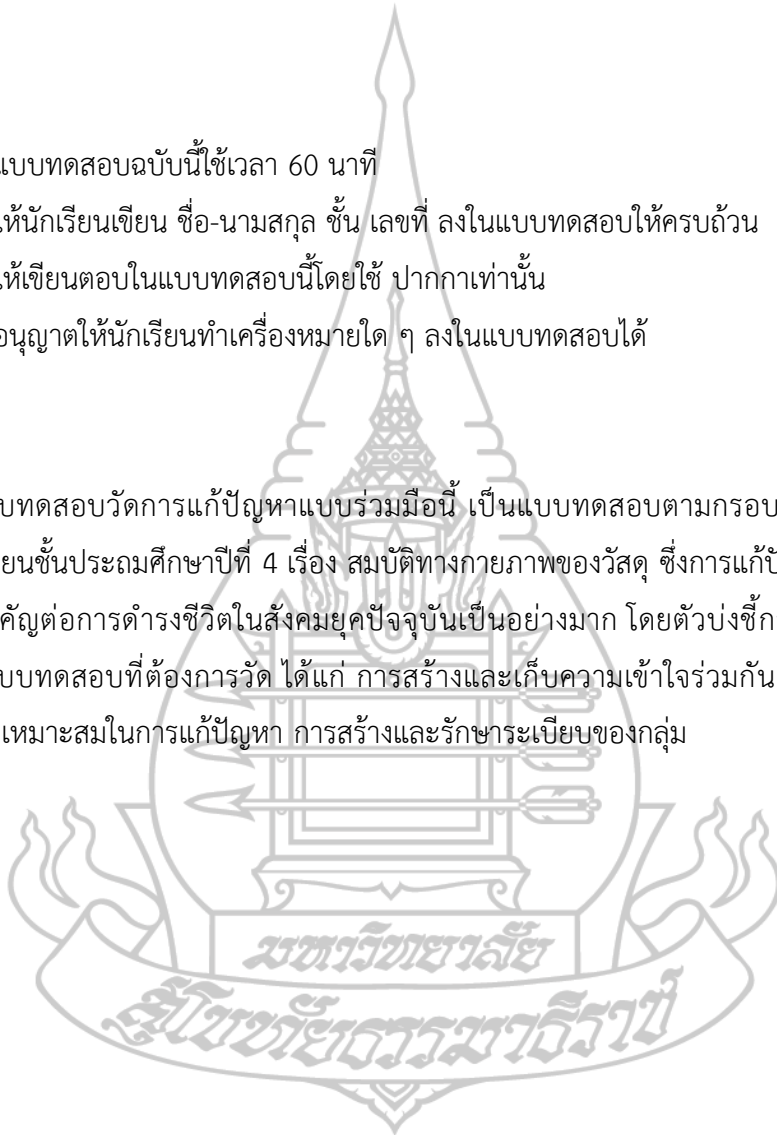 แบบทดสอบฉบับนี้ใช้เวลา 60 นาที
ให้นักเรียนเขียน ชื่อ-นามสกุล ชั้น เลขที่ ลงในแบบทดสอบให้ครบถ้วน
ให้เขียนตอบในแบบทดสอบนี้โดยใช้ ปากกาเท่านั้น
อนุญาตให้นักเรียนทำเครื่องหมายใด ๆ ลงในแบบทดสอบได้
บทดสอบวัดการแก้ปัญหาแบบร่วมมือนี้ เป็นแบบทดสอบตามกรอบ
ยนชั้นประถมศึกษาปีที่ 4 เรื่อง สมบัติทางกายภาพของวัสดุ ซึ่งการแก้ปั
คัญต่อการดำรงชีวิตในสังคมยุคปัจจุบันเป็นอย่างมาก โดยตัวบ่งชี้ก
บบทดสอบที่ต้องการวัด ได้แก่ การสร้างและเก็บความเข้าใจร่วมกัน
เหมาะสมในการแก้ปัญหา การสร้างและรักษาระเบียบของกลุ่ม
มหาวิทยาลัย
สุโขทัยธรรมาธิราช